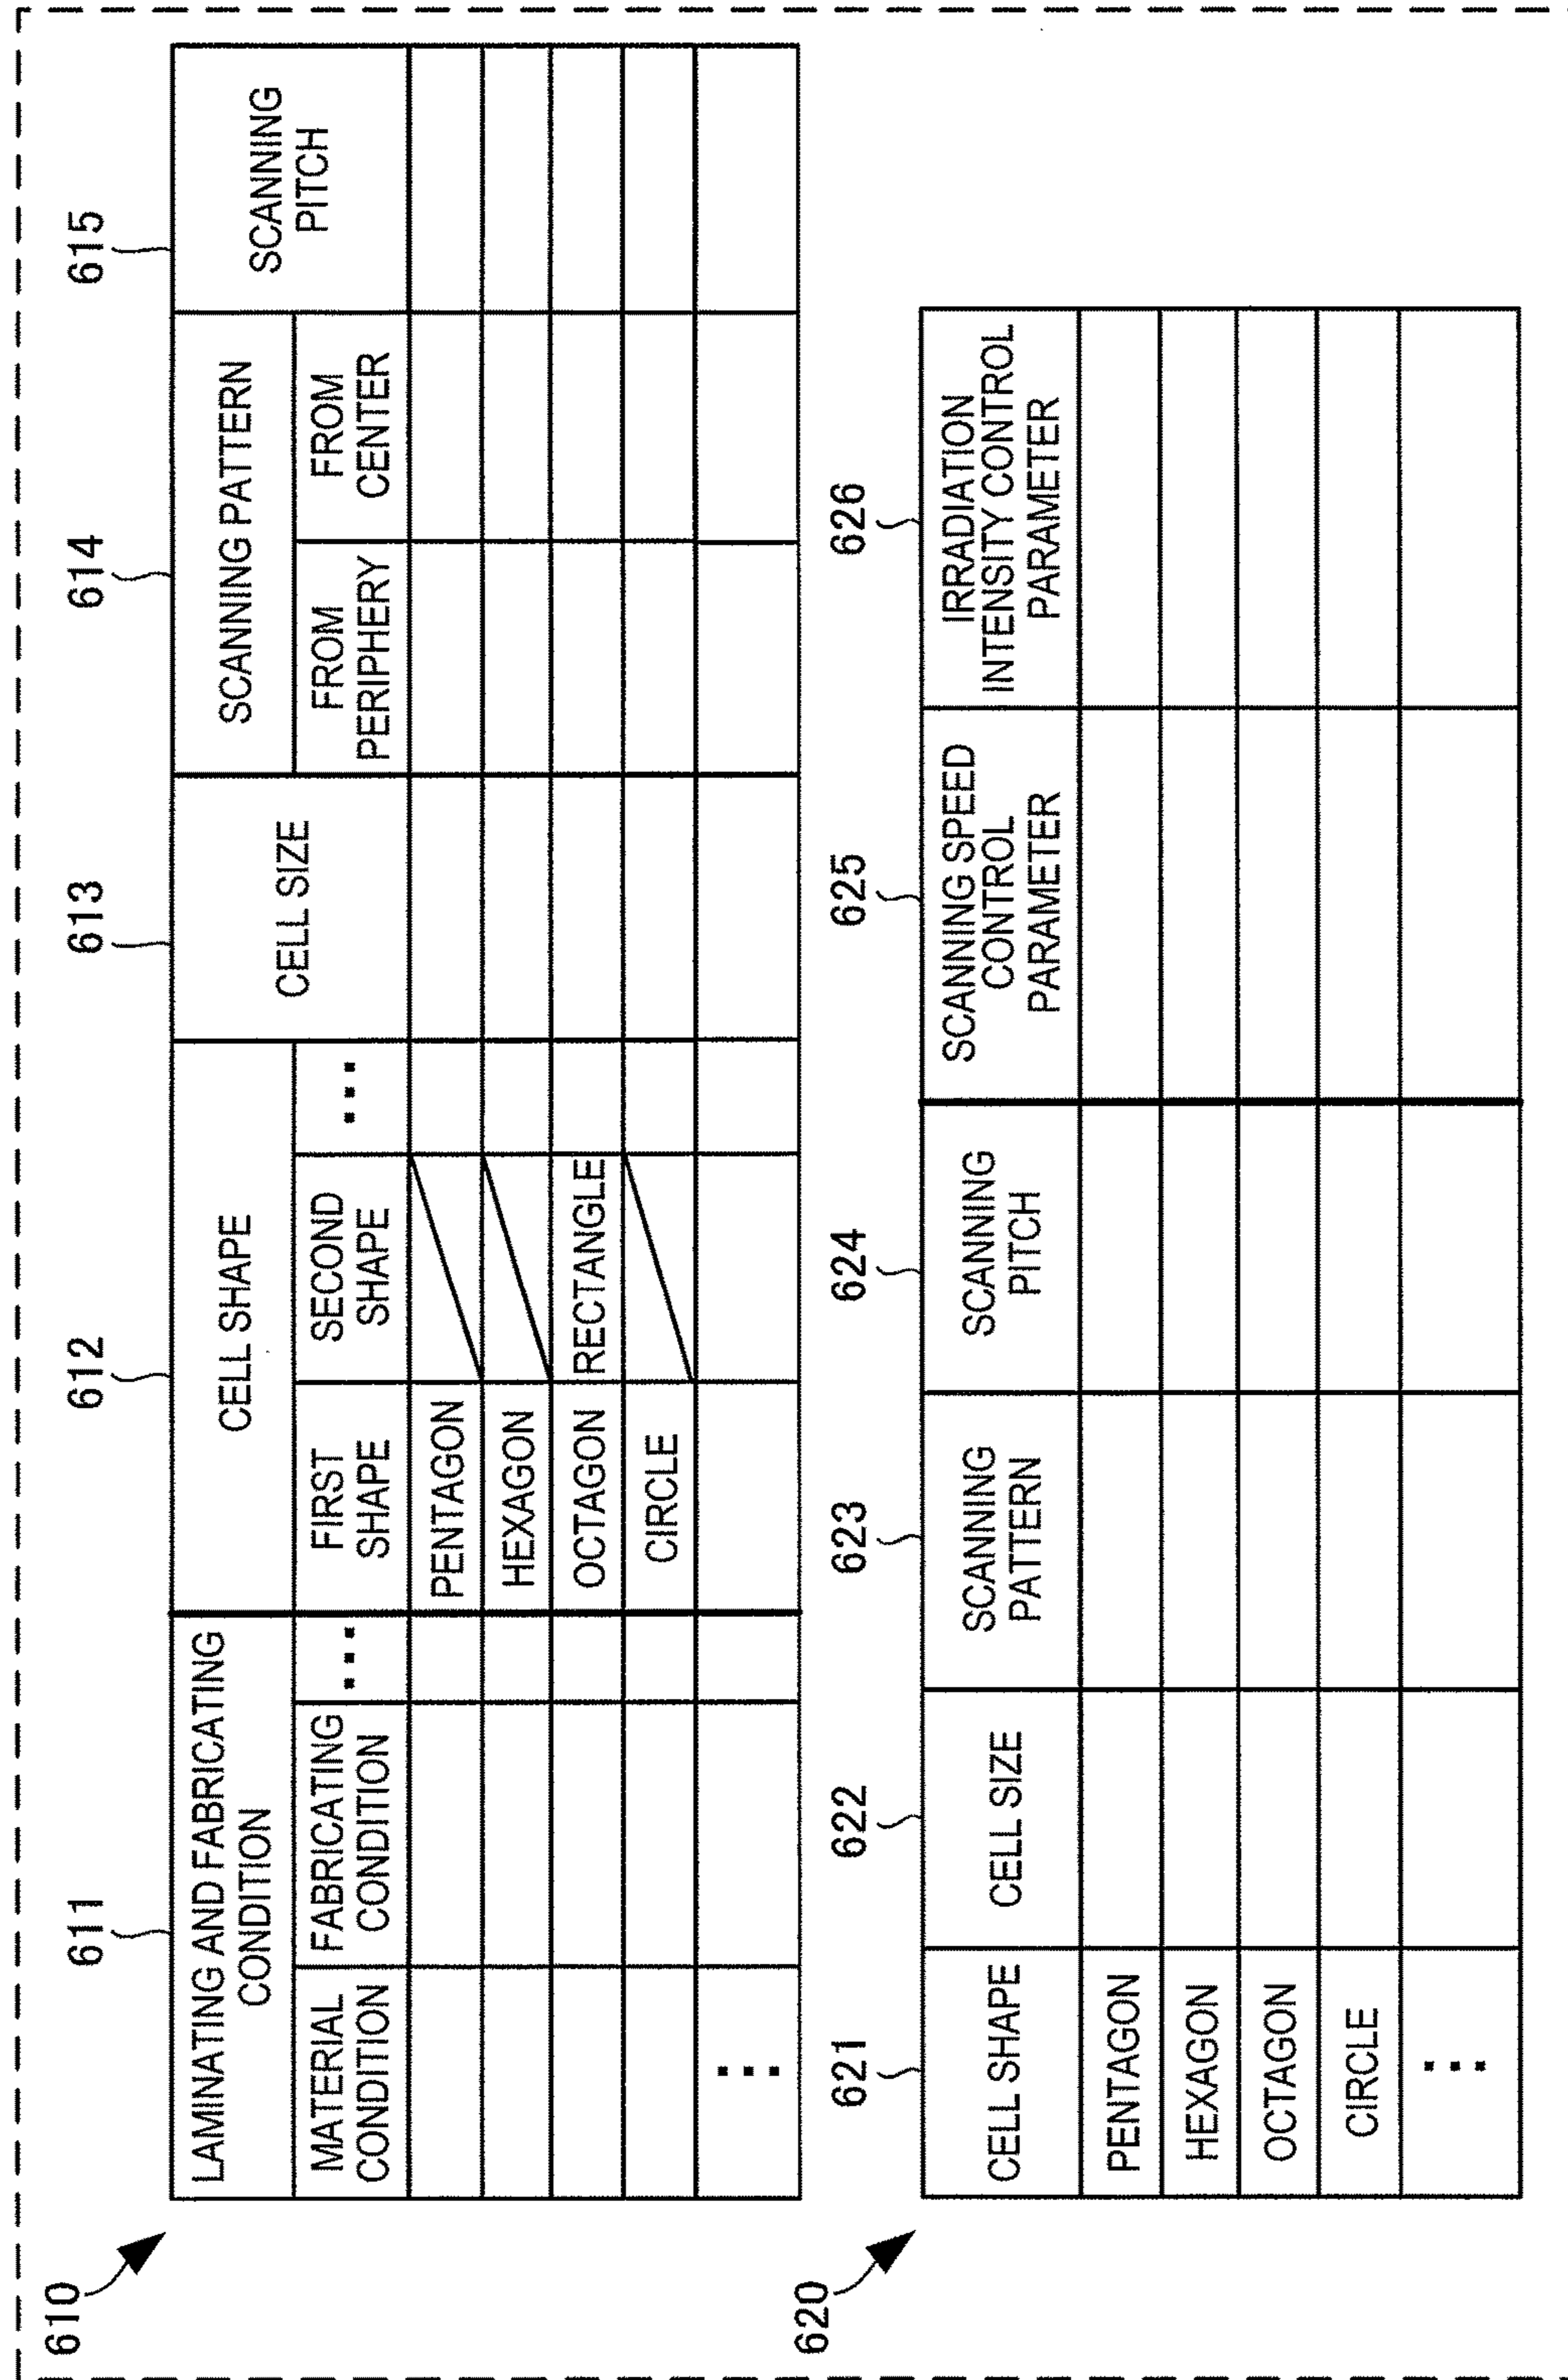 610
611
612
613
614
615
LAMINATING AND FABRICATING
CONDITION
CELL SHAPE
CELL SIZE
SCANNING PATTERN
SCANNING
PITCH
MATERIAL
CONDITION
FABRICATING
CONDITION
...
FIRST
SHAPE
SECOND
SHAPE
...
FROM
PERIPHERY
FROM
CENTER
PENTAGON
HEXAGON
OCTAGON
RECTANGLE
CIRCLE
...
620
621
622
623
624
625
626
CELL SHAPE
CELL SIZE
SCANNING
PATTERN
SCANNING
PITCH
SCANNING SPEED
CONTROL
PARAMETER
IRRADIATION
INTENSITY CONTROL
PARAMETER
PENTAGON
HEXAGON
OCTAGON
CIRCLE
...